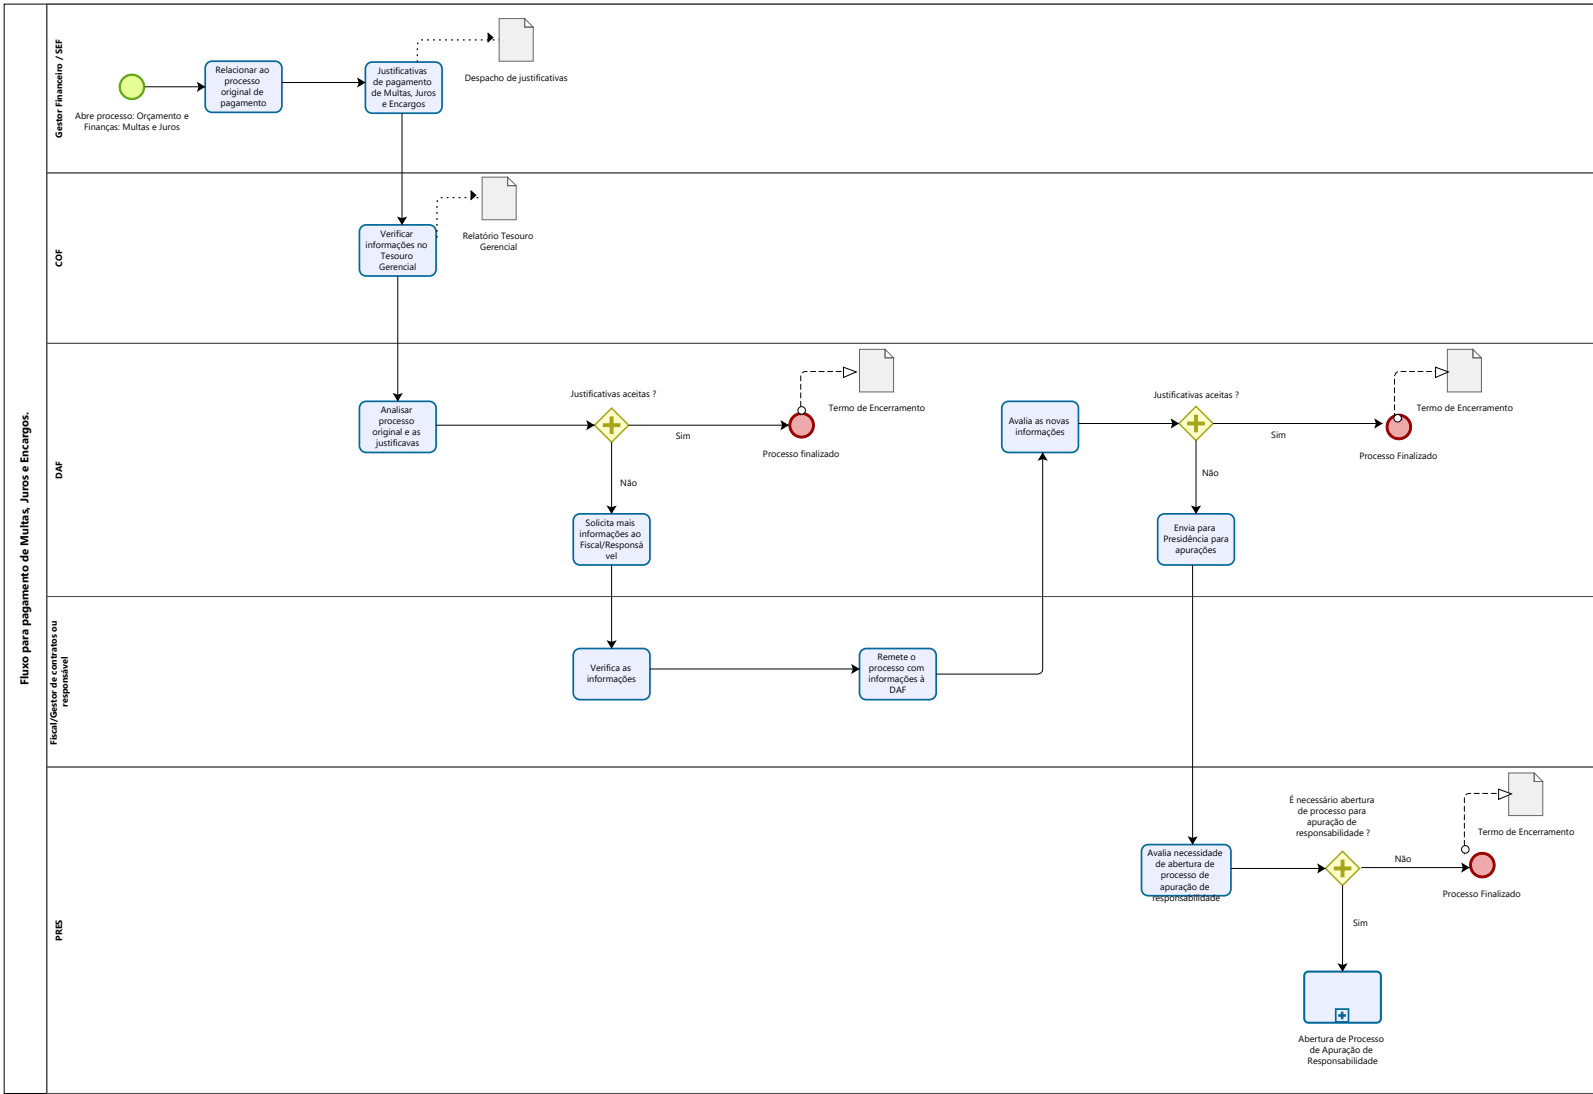 Fluxo para pagamento de Multas, Juros e Encargos.
Gestor Financeiro / SEF
Abre processo: Orçamento e
Finanças: Multas e Juros
Relacionar ao
processo
original de
pagamento
Justificativas
de pagamento
de Multas, Juros
e Encargos
Despacho de justificativas
COF
Verificar
informações no
Tesouro
Gerencial
Relatório Tesouro
Gerencial
DAF
Analisar
processo
original e as
justificavas
Justificativas aceitas ?
Sim
Não
Processo finalizado
Termo de Encerramento
Solicita mais
informações ao
Fiscal/Responsá
vel
Avalia as novas
informações
Justificativas aceitas ?
Sim
Não
Processo Finalizado
Termo de Encerramento
Envia para
Presidência para
apurações
Fiscal/Gestor de contratos ou
responsável
Verifica as
informações
Remete o
processo com
informações à
DAF
PRES
Avalia necessidade
de abertura de
processo de
apuração de
responsabilidade
É necessário abertura
de processo para
apuração de
responsabilidade ?
Não
Sim
Processo Finalizado
Termo de Encerramento
Abertura de Processo
de Apuração de
Responsabilidade